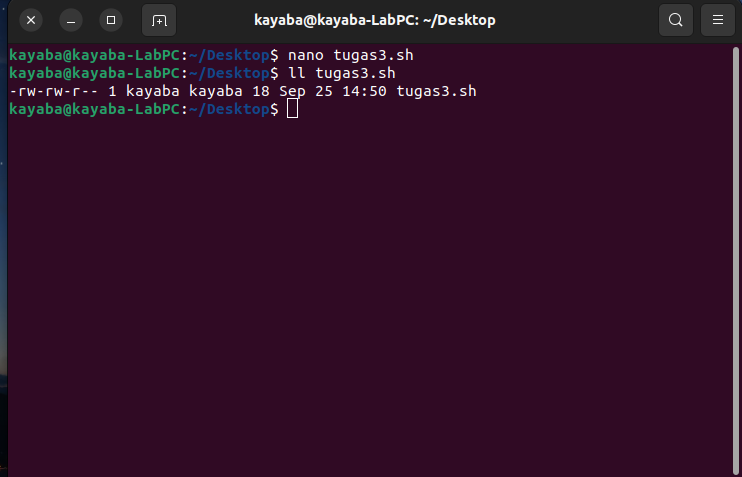 kayaba@kayaba-LabPC: ~/Desktop
kayaba@kayaba-LabPC:~/Desktop$ nano tugas3.sh
kayaba@kayaba-LabPC:~/Desktop$ ll tugas3.sh
-rw-rw-r-- 1 kayaba kayaba 18 Sep 25 14:50 tugas3.sh
kayaba@kayaba-LabPC:~/Desktop$